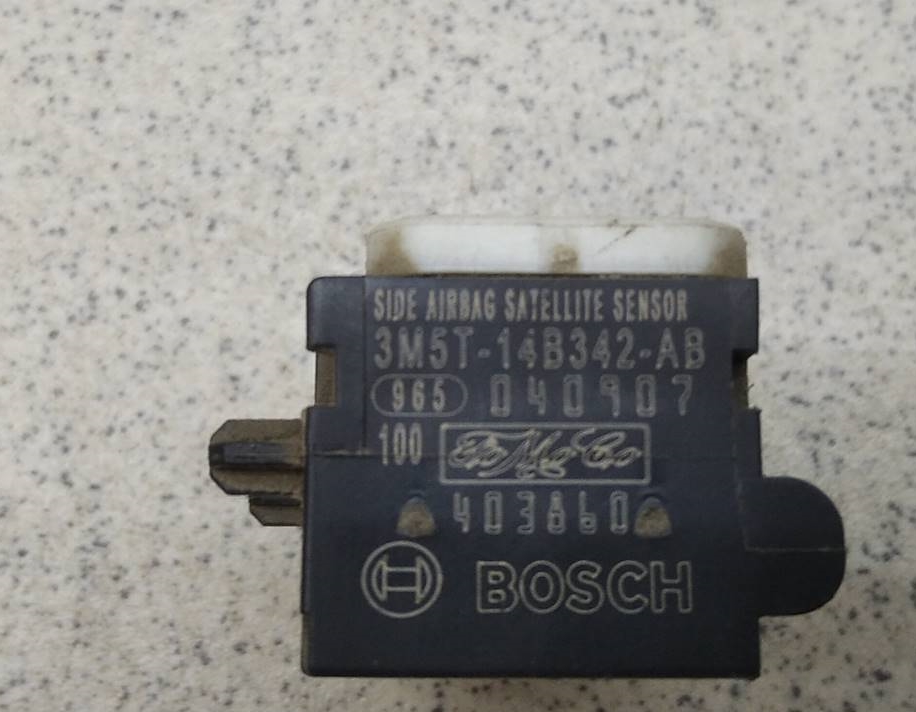 SIDE AIRBAG SATELLITE SENSOR
3M5T-14B342-AB
965 040907
100 FoMoCo
403860
BOSCH